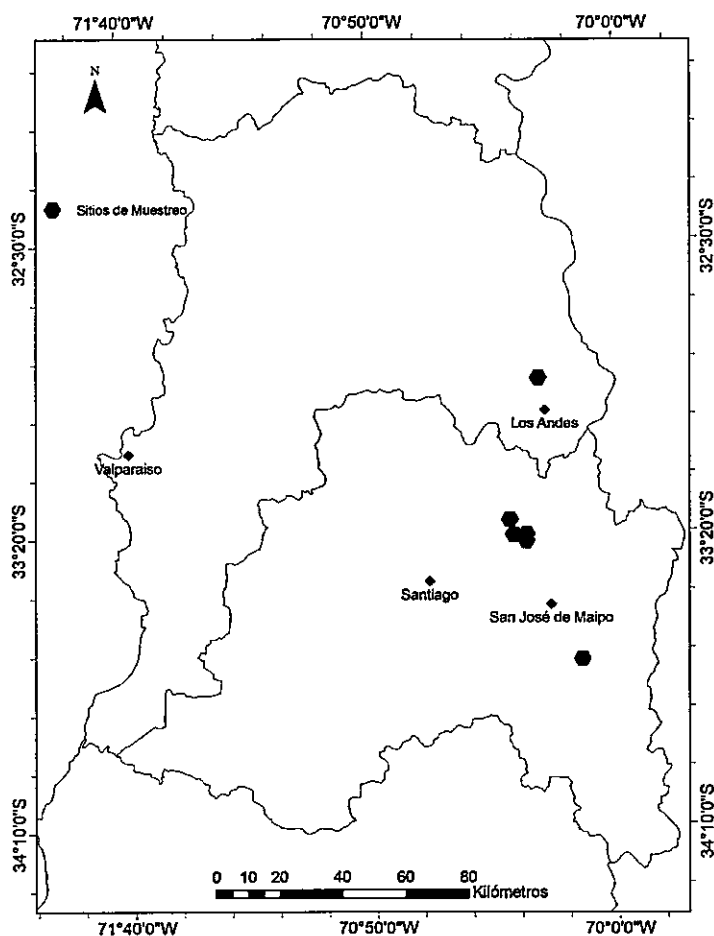 71°40'0"W 70°50'0"W 70°0'0"W
N
Sitios de Muestreo
32°30'0"S 32°30'0"S
Los Andes
Valparaiso
33°20'0"S 33°20'0"S
Santiago
San José de Maipo
34°10'0"S 34°10'0"S
0 10 20 40 60 80
Kilómetros
71°40'0"W 70°50'0"W 70°0'0"W